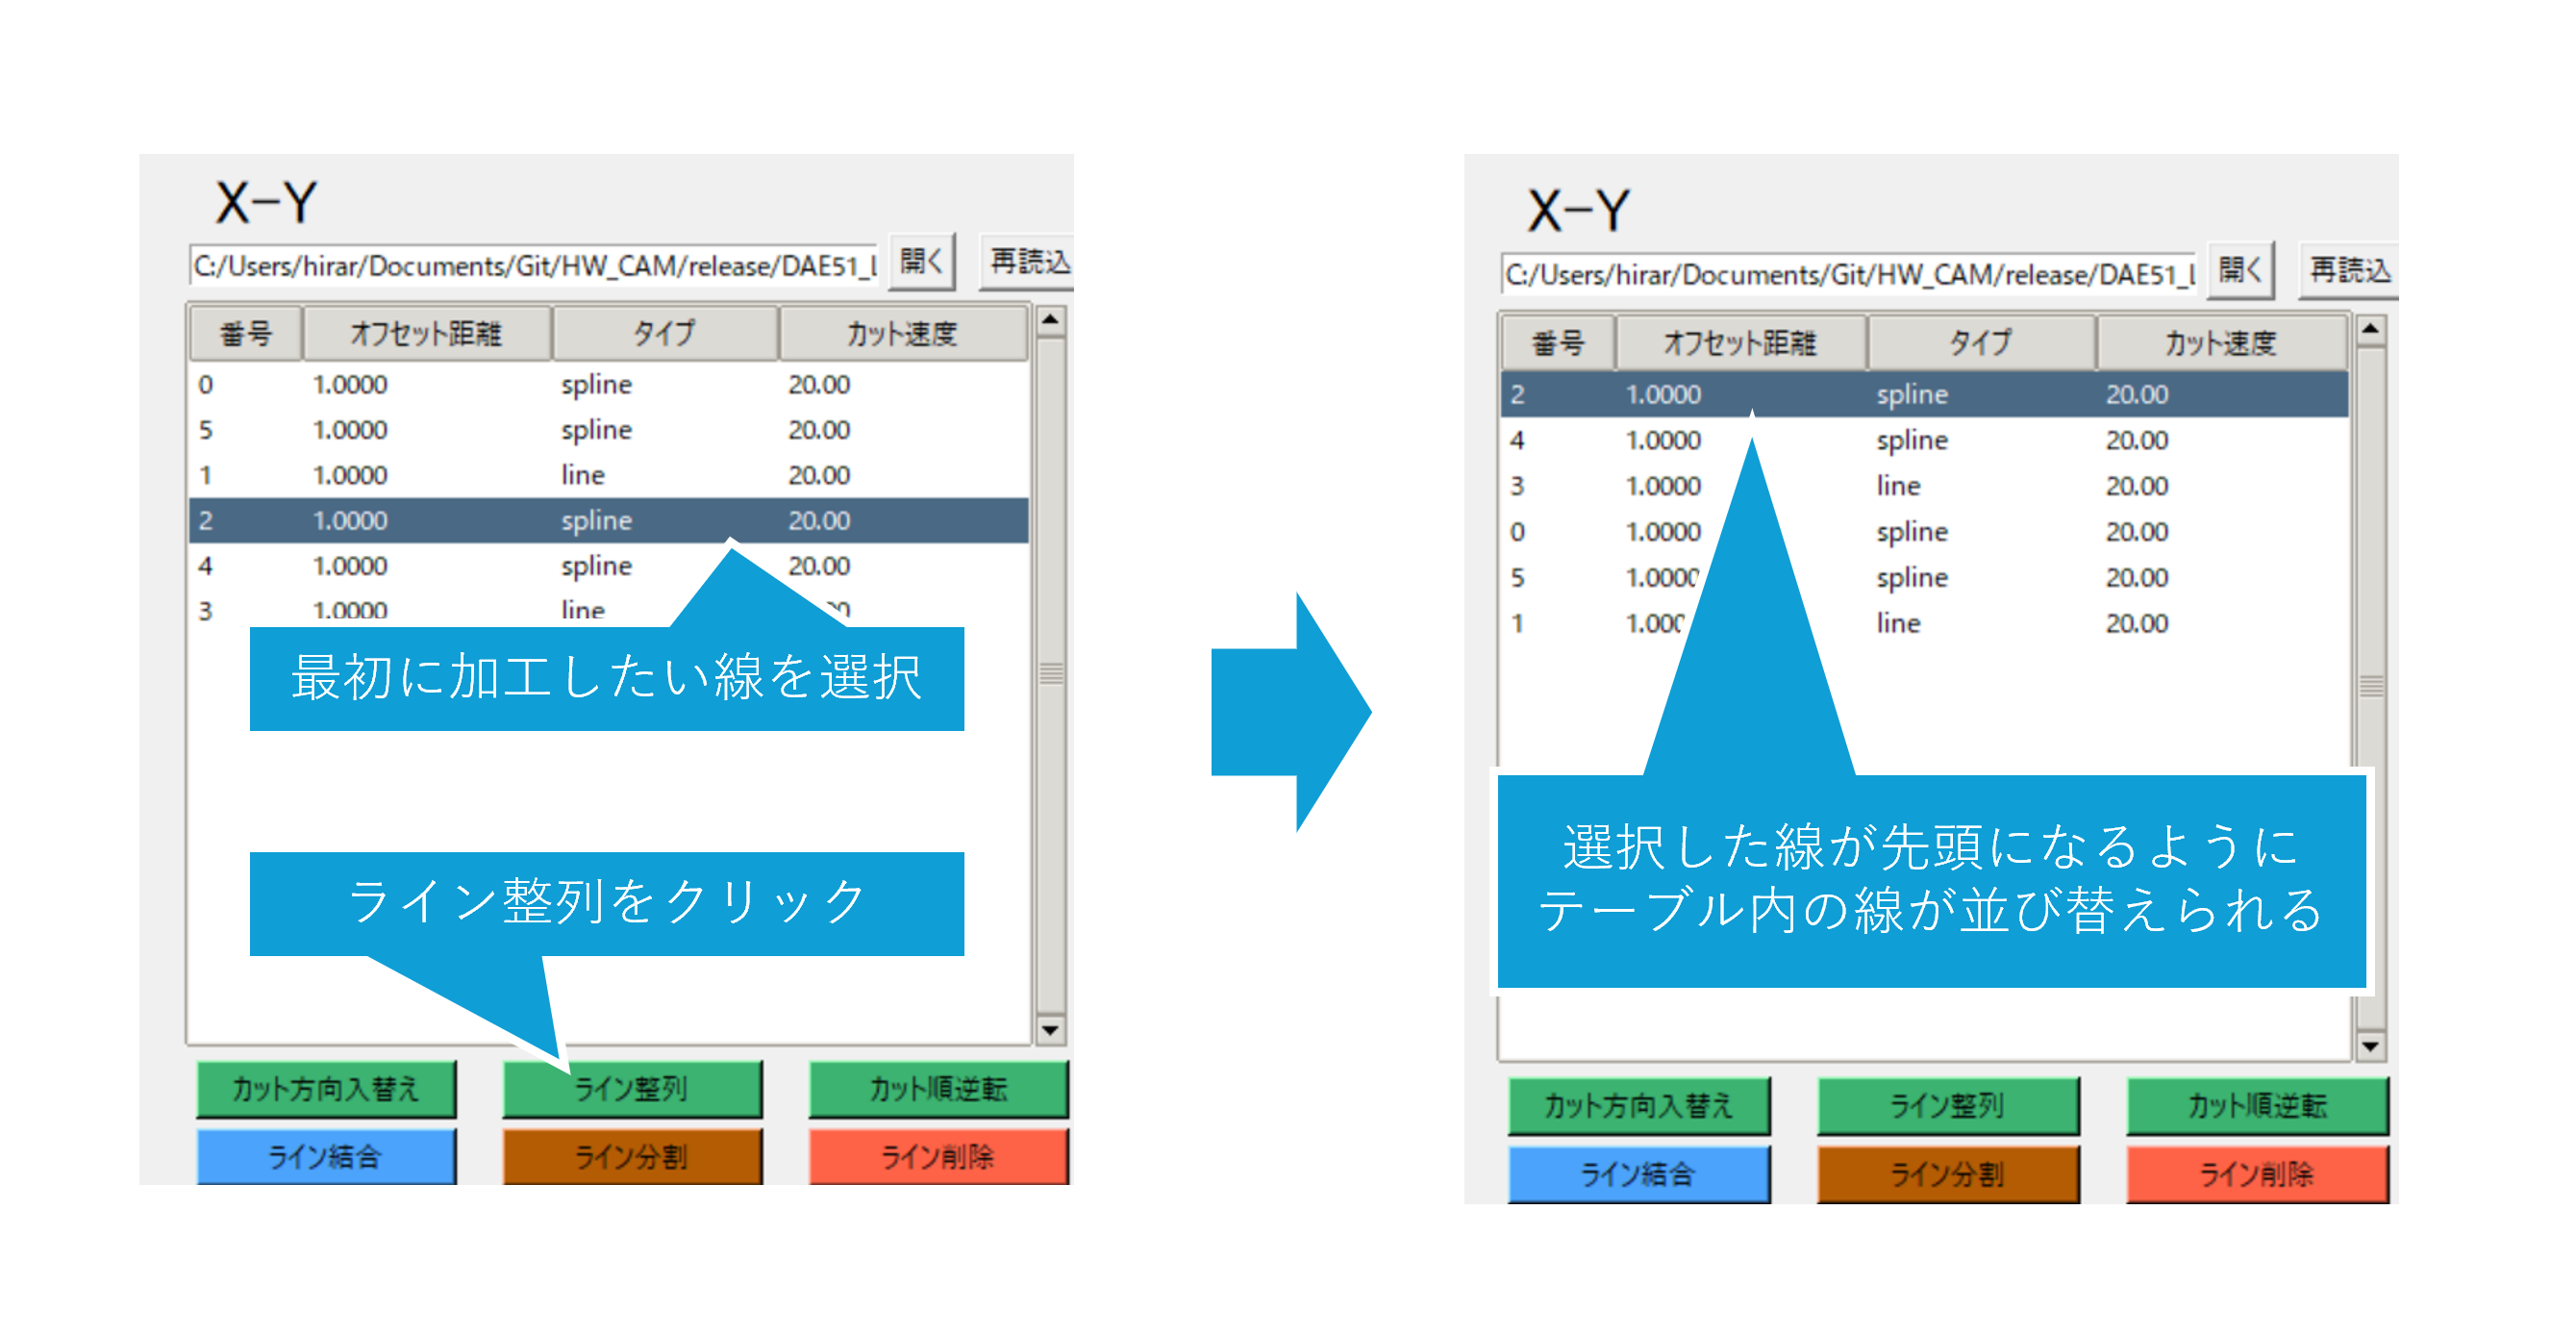 X-Y
C:/Users/hirar/Documents/Git/HW_CAM/release/DAE51_L 開く 再読込
番号 オフセット距離 タイプ カット速度
0 1.0000 spline 20.00
5 1.0000 spline 20.00
1 1.0000 line 20.00
2 1.0000 spline 20.00
4 1.0000 spline 20.00
3 1.0000 line
最初に加工したい線を選択
ライン整列をクリック
カット方向入替え ライン整列 カット順逆転
ライン結合 ライン分割 ライン削除
X-Y
C:/Users/hirar/Documents/Git/HW_CAM/release/DAE51_L 開く 再読込
番号 オフセット距離 タイプ カット速度
2 1.0000 spline 20.00
4 1.0000 spline 20.00
3 1.0000 line 20.00
0 1.0000 spline 20.00
5 1.0000 spline 20.00
1 1.000 line 20.00
選択した線が先頭になるように
テーブル内の線が並び替えられる
カット方向入替え ライン整列 カット順逆転
ライン結合 ライン分割 ライン削除